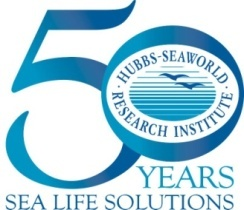 50
HUBBS-SEAWORLD
RESEARCH INSTITUTE
YEARS
SEA LIFE SOLUTIONS